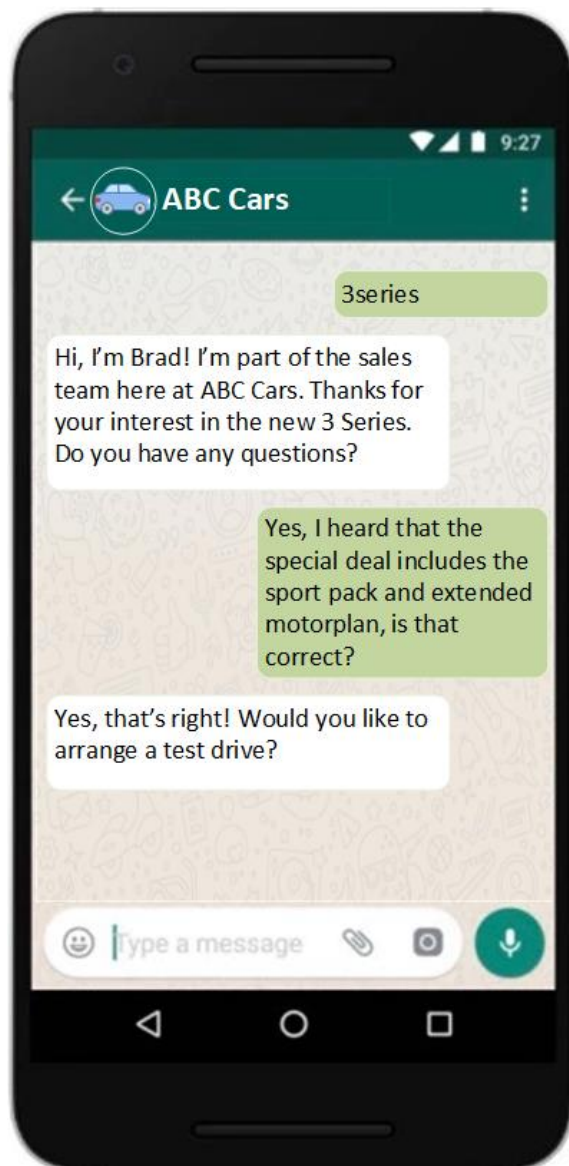 9:27
ABC Cars
3series
Hi, I’m Brad! I’m part of the sales
team here at ABC Cars. Thanks for
your interest in the new 3 Series.
Do you have any questions?
Yes, I heard that the
special deal includes the
sport pack and extended
motorplan, is that
correct?
Yes, that’s right! Would you like to
arrange a test drive?
Type a message